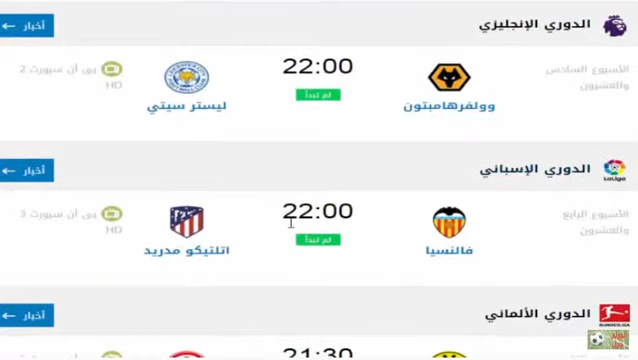 الدوري الإنجليزي
أخبار
الأسبوع السادس والعشرون
وولفرهامبتون
22:00
لم تبدأ
ليستر سيتي
بي أن سبورت 2 HD
الدوري الإسباني
LaLiga
أخبار
الأسبوع الرابع والعشرون
فالنسيا
22:00
لم تبدأ
اتلتيكو مدريد
بي أن سبورت 3 HD
الدوري الألماني
BUNDESLIGA
أخبار
21:30